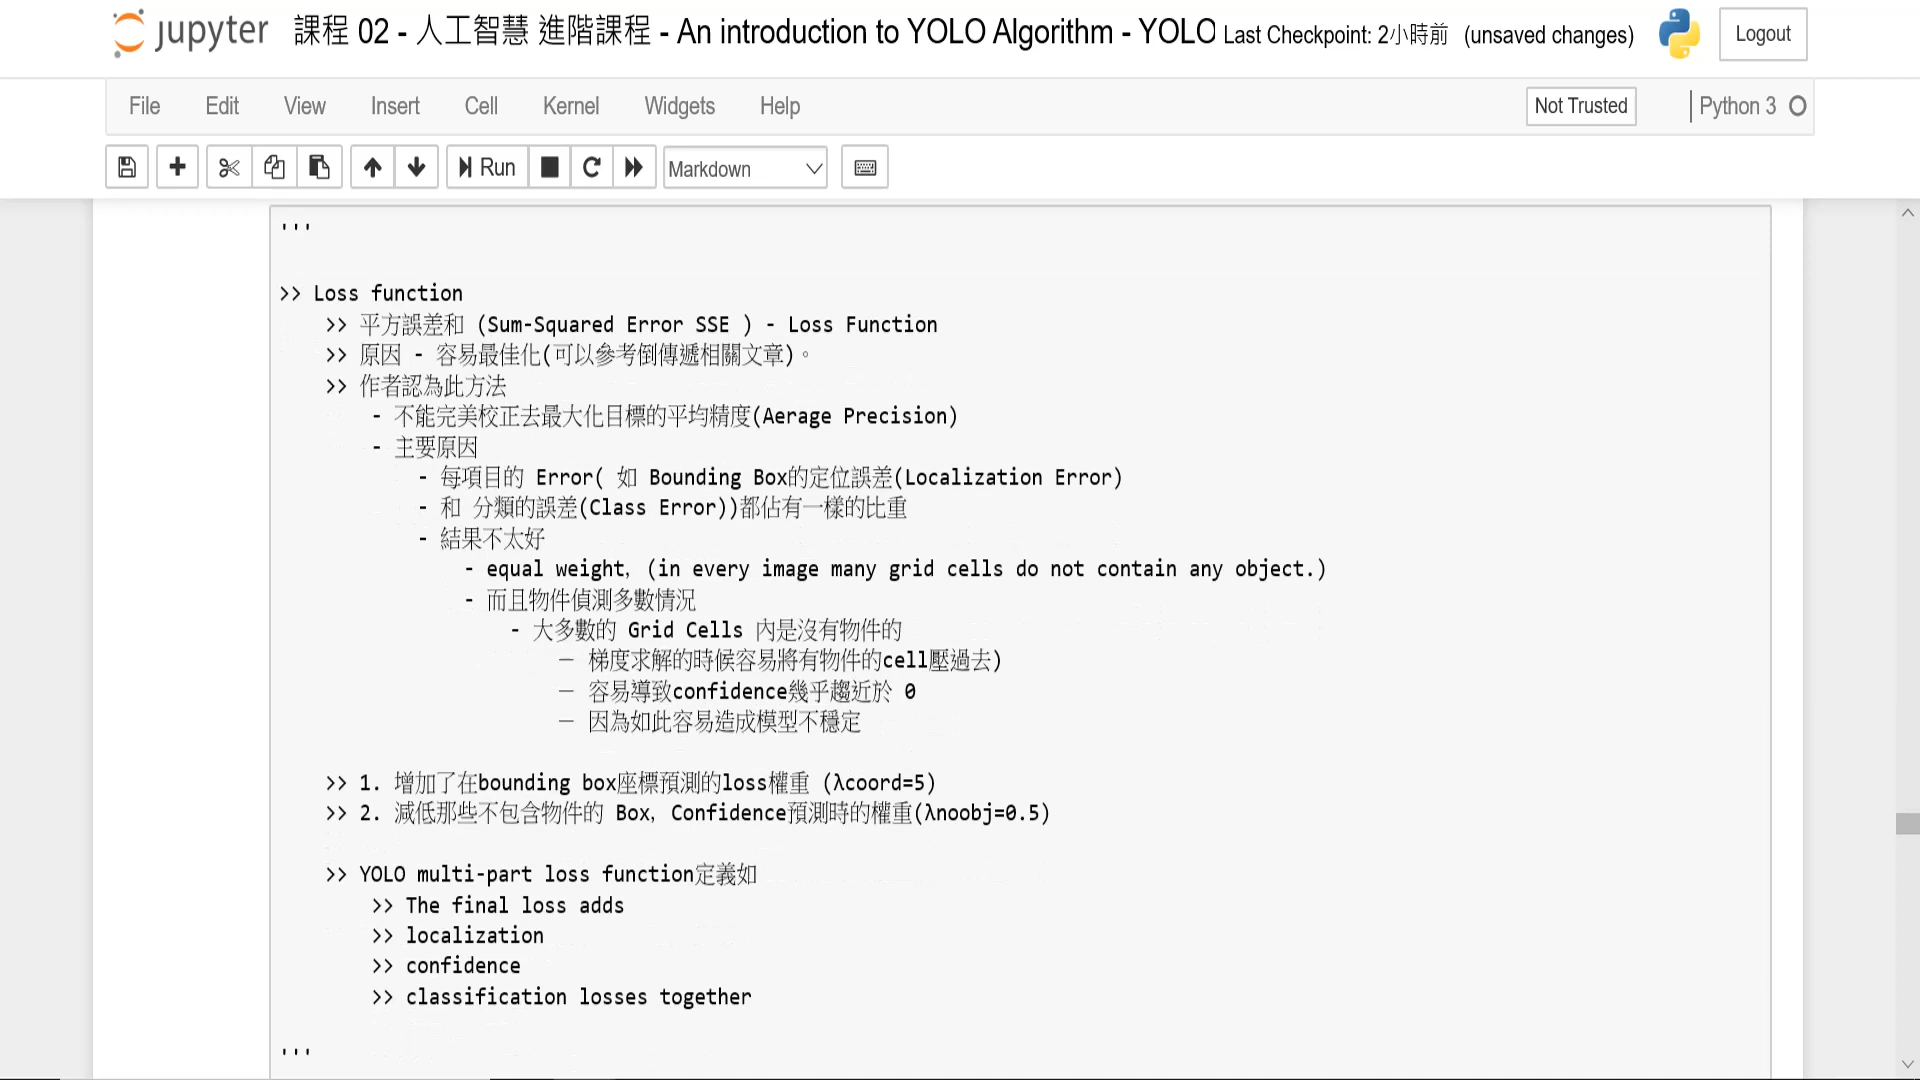 jupyter 課程 02 - 人工智慧 進階課程 - An introduction to YOLO Algorithm - YOLO Last Checkpoint: 2小時前 (unsaved changes) Logout
File Edit View Insert Cell Kernel Widgets Help Not Trusted Python 3
Run Markdown
'''
>> Loss function
>> 平方誤差和 (Sum-Squared Error SSE ) - Loss Function
>> 原因 - 容易最佳化(可以參考倒傳遞相關文章)。
>> 作者認為此方法
- 不能完美校正去最大化目標的平均精度(Aerage Precision)
- 主要原因
- 每項目的 Error( 如 Bounding Box的定位誤差(Localization Error)
- 和 分類的誤差(Class Error))都佔有一樣的比重
- 結果不太好
- equal weight, (in every image many grid cells do not contain any object.)
- 而且物件偵測多數情況
- 大多數的 Grid Cells 內是沒有物件的
— 梯度求解的時候容易將有物件的cell壓過去)
— 容易導致confidence幾乎趨近於 0
— 因為如此容易造成模型不穩定
>> 1. 增加了在bounding box座標預測的loss權重 (λcoord=5)
>> 2. 減低那些不包含物件的 Box, Confidence預測時的權重(λnoobj=0.5)
>> YOLO multi-part loss function定義如
>> The final loss adds
>> localization
>> confidence
>> classification losses together
'''